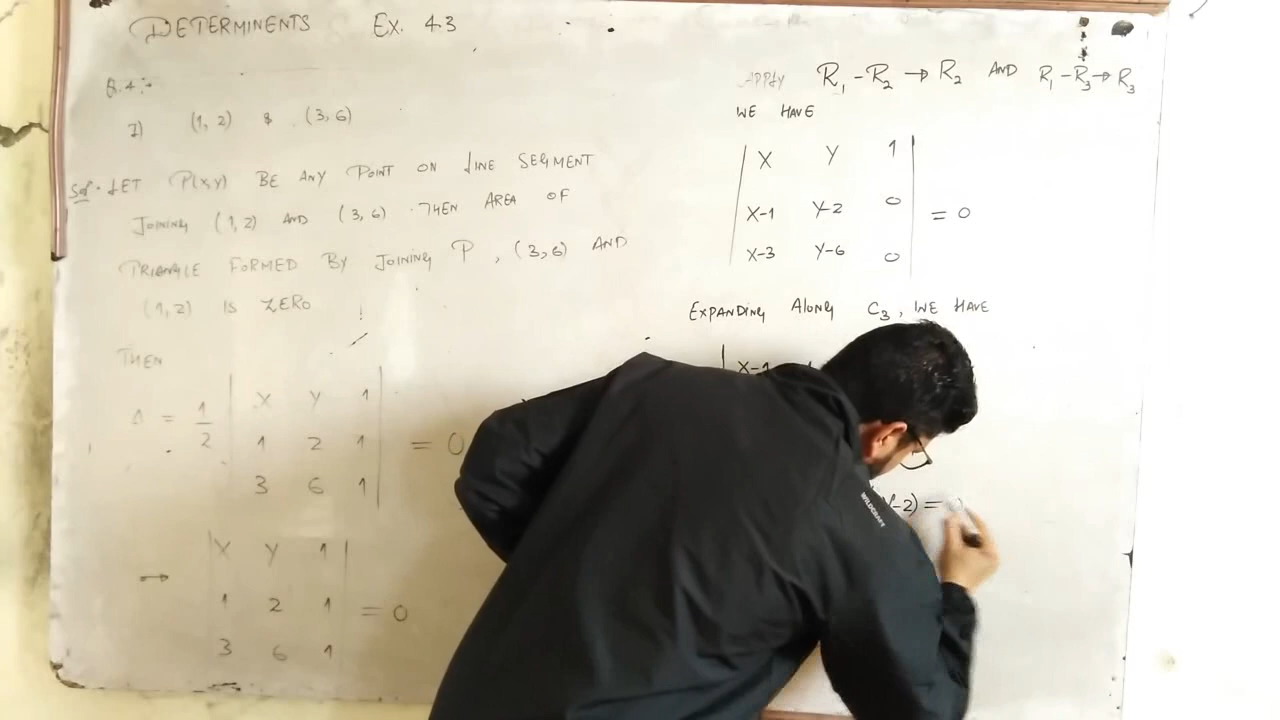 DETERMINENTS Ex. 4.3
Q.4:-
I) (1, 2) & (3, 6)
Sol. LET P(X,Y) BE ANY POINT ON LINE SEGMENT
JOINING (1, 2) AND (3, 6) . THEN AREA OF
TRIANGLE FORMED BY JOINING P , (3,6) AND
(1, 2) IS ZERO
THEN
Δ = 1/2 | X Y 1 |
| 1 2 1 | = 0
| 3 6 1 |
→ | X Y 1 |
| 1 2 1 | = 0
| 3 6 1 |
APPLY R1 - R2 → R2 AND R1 - R3 → R3
WE HAVE
| X Y 1 |
| X-1 Y-2 0 | = 0
| X-3 Y-6 0 |
EXPANDING ALONG C3, WE HAVE
| X-1
Y-2) =
WILDCRAFT